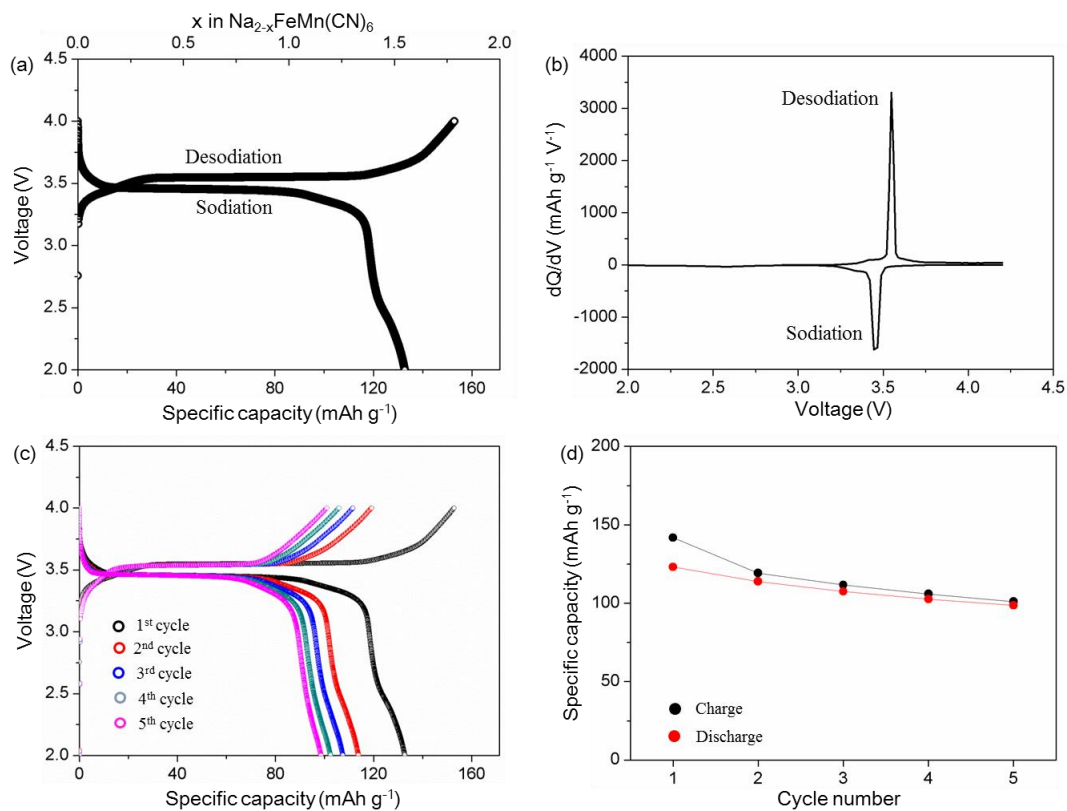 x in Na2-xFeMn(CN)6
0.0 0.5 1.0 1.5 2.0
(a)
4.5
4.0
3.5
3.0
2.5
2.0
Voltage (V)
Desodiation
Sodiation
0 40 80 120 160
Specific capacity (mAh g-1)
(b)
4000
3000
2000
1000
0
-1000
-2000
dQ/dV (mAh g-1 V-1)
Desodiation
Sodiation
2.0 2.5 3.0 3.5 4.0 4.5
Voltage (V)
(c)
4.5
4.0
3.5
3.0
2.5
2.0
Voltage (V)
1st cycle
2nd cycle
3rd cycle
4th cycle
5th cycle
0 40 80 120 160
Specific capacity (mAh g-1)
(d)
200
150
100
50
0
Specific capacity (mAh g-1)
Charge
Discharge
1 2 3 4 5
Cycle number